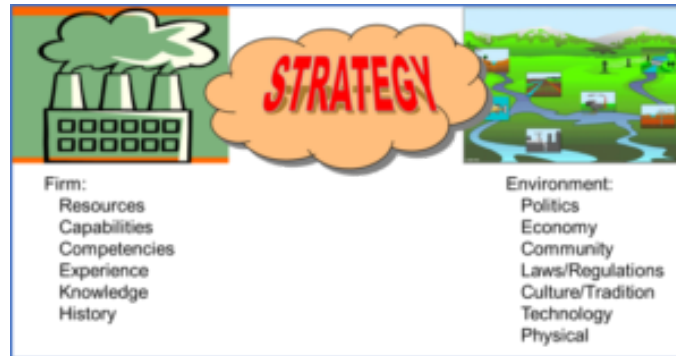 STRATEGY
Firm:
Resources
Capabilities
Competencies
Experience
Knowledge
History
Environment:
Politics
Economy
Community
Laws/Regulations
Culture/Tradition
Technology
Physical